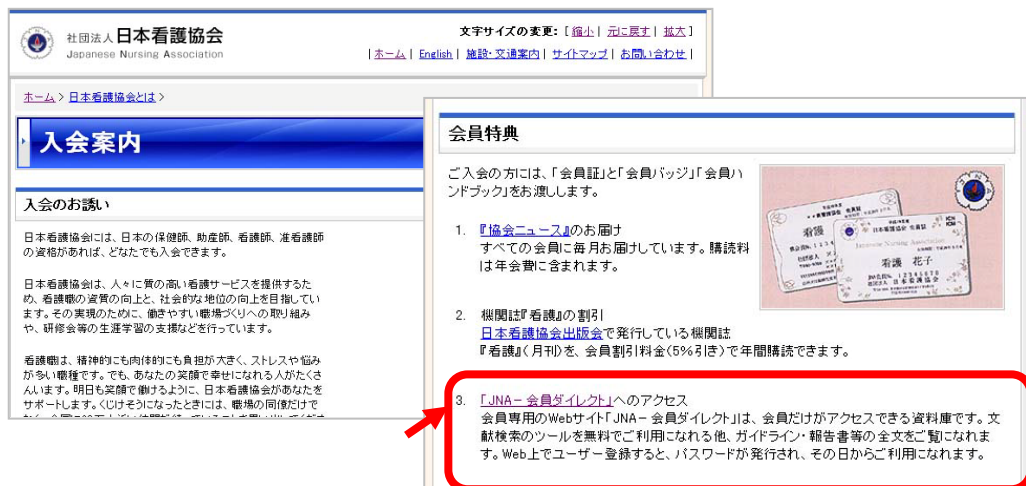 社団法人日本看護協会
Japanese Nursing Association
文字サイズの変更:[ 縮小 | 元に戻す | 拡大 ]
| ホーム | English | 施設・交通案内 | サイトマップ | お問い合わせ |
ホーム > 日本看護協会とは >
入会案内
入会のお誘い
日本看護協会には、日本の保健師、助産師、看護師、准看護師
の資格があれば、どなたでも入会できます。
日本看護協会は、人々に質の高い看護サービスを提供するた
め、看護職の資質の向上と、社会的な地位の向上を目指してい
ます。その実現のために、働きやすい職場づくりへの取り組み
や、研修会等の生涯学習の支援などを行っています。
看護職は、精神的にも肉体的にも負担が大きく、ストレスや悩み
が多い職種です。でも、あなたの笑顔で幸せになれる人がたくさ
んいます。明日も笑顔で働けるように、日本看護協会があなたを
サポートします。くじけそうになったときには、職場の同僚だけで
会員特典
ご入会の方には、「会員証」と「会員バッジ」「会員ハ
ンドブック」をお渡しします。
1. 『協会ニュース』のお届け
すべての会員に毎月お届けしています。購読料
は年会費に含まれます。
2. 機関誌『看護』の割引
日本看護協会出版会で発行している機関誌
『看護』(月刊)を、会員割引料金(5%引き)で年間購読できます。
3. 「JNA-会員ダイレクト」へのアクセス
会員専用のWebサイト「JNA-会員ダイレクト」は、会員だけがアクセスできる資料庫です。文
献検索のツールを無料でご利用になれる他、ガイドライン・報告書等の全文をご覧になれま
す。Web上でユーザー登録すると、パスワードが発行され、その日からご利用になれます。
看護 花子
12345678
日本看護協会